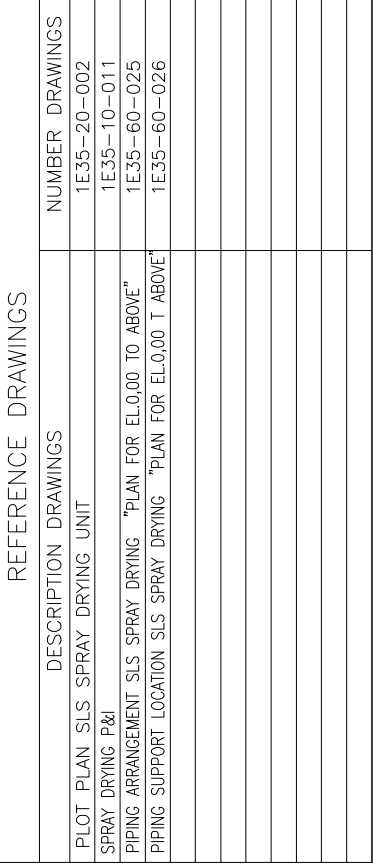 REFERENCE DRAWINGS
DESCRIPTION DRAWINGS NUMBER DRAWINGS
PLOT PLAN SLS SPRAY DRYING UNIT 1E35-20-002
SPRAY DRYING P&I 1E35-10-011
PIPING ARRANGEMENT SLS SPRAY DRYING "PLAN FOR EL.0,00 TO ABOVE" 1E35-60-025
PIPING SUPPORT LOCATION SLS SPRAY DRYING "PLAN FOR EL.0,00 T ABOVE" 1E35-60-026